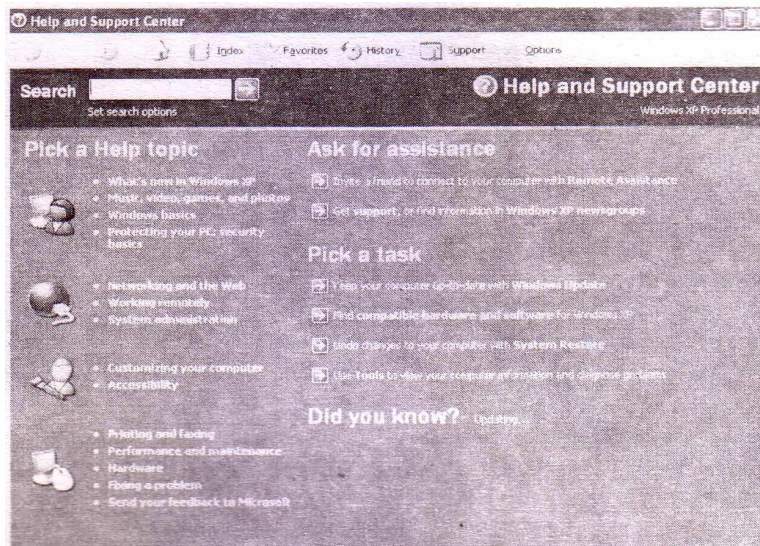 Help and Support Center
Index Favorites History Support Options
Search
Set search options
Help and Support Center
Windows XP Professional
Pick a Help topic
What's new in Windows XP
Music, video, games, and photos
Windows basics
Protecting your PC: security basics
Networking and the Web
Working remotely
System administration
Customizing your computer
Accessibility
Printing and faxing
Performance and maintenance
Hardware
Fixing a problem
Send your feedback to Microsoft
Ask for assistance
Invite a friend to connect to your computer with Remote Assistance
Get support, or find information in Windows XP newsgroups
Pick a task
Keep your computer up-to-date with Windows Update
Find compatible hardware and software for Windows XP
Undo changes to your computer with System Restore
Use Tools to view your computer information and diagnose problems
Did you know? Updating...